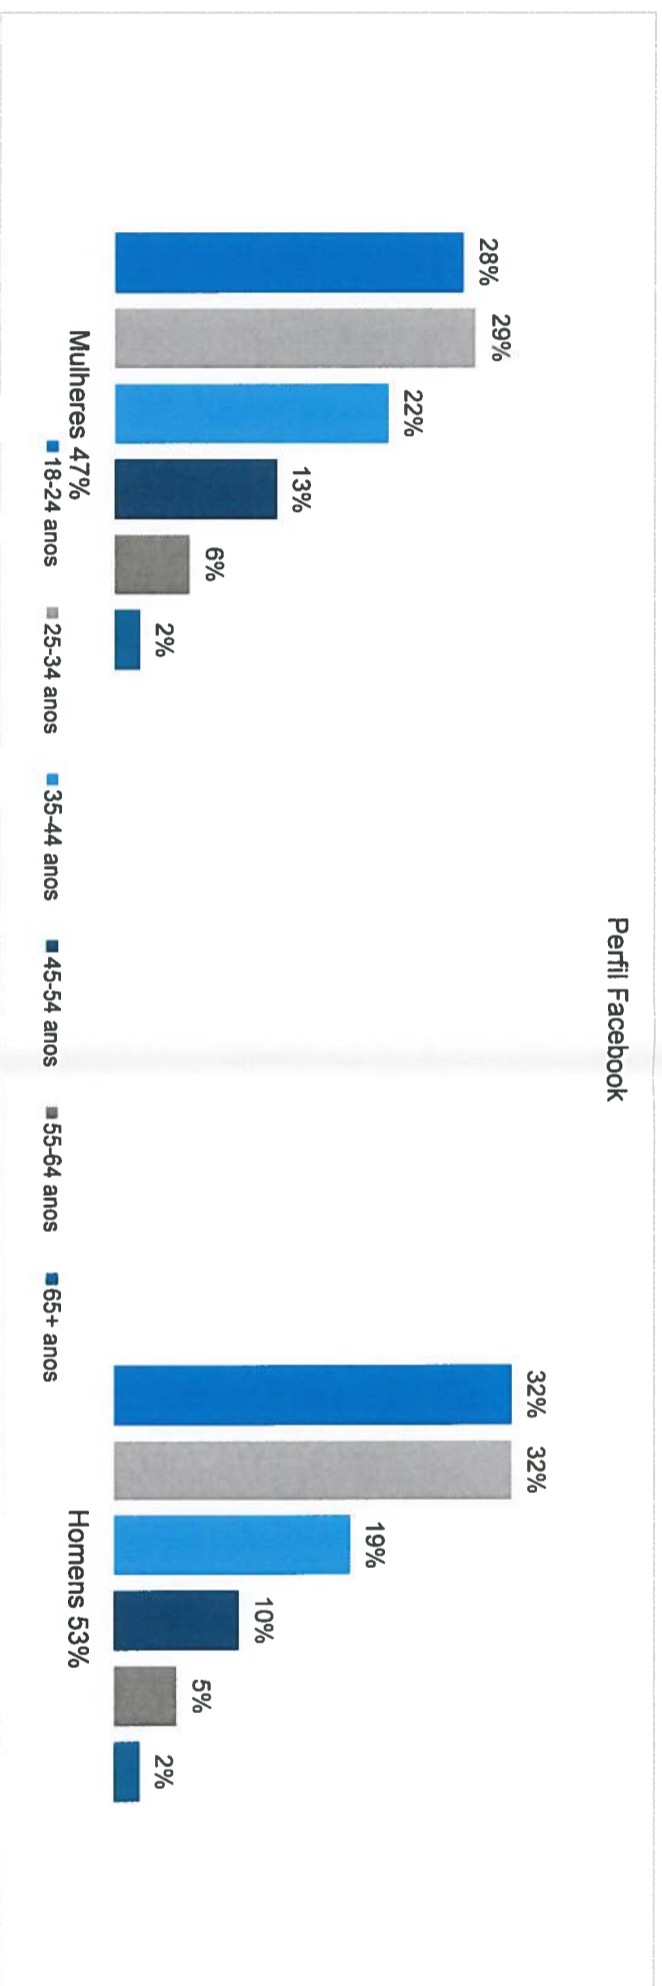 Perfil Facebook
28%
29%
22%
13%
6%
2%
32%
32%
19%
10%
5%
2%
Mulheres 47%
Homens 53%
18-24 anos
25-34 anos
35-44 anos
45-54 anos
55-64 anos
65+ anos